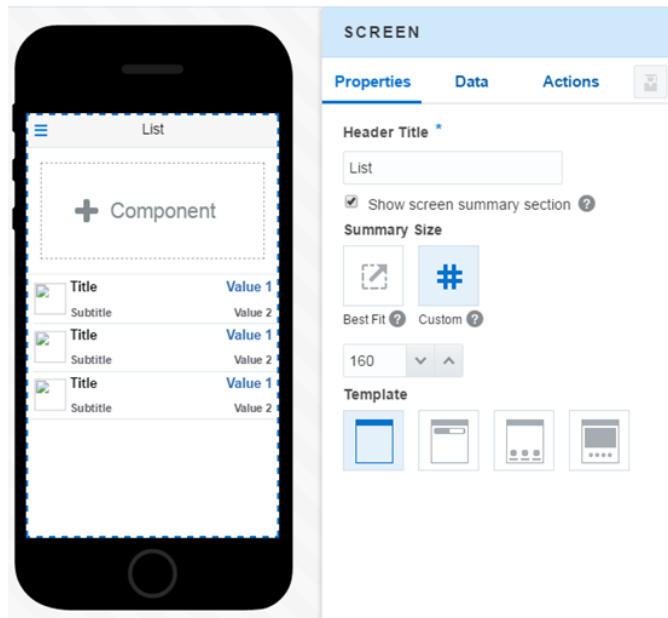 List
Component
Title Value 1
Subtitle Value 2
Title Value 1
Subtitle Value 2
Title Value 1
Subtitle Value 2
SCREEN
Properties Data Actions
Header Title *
List
Show screen summary section ?
Summary Size
Best Fit ? Custom ?
160
Template